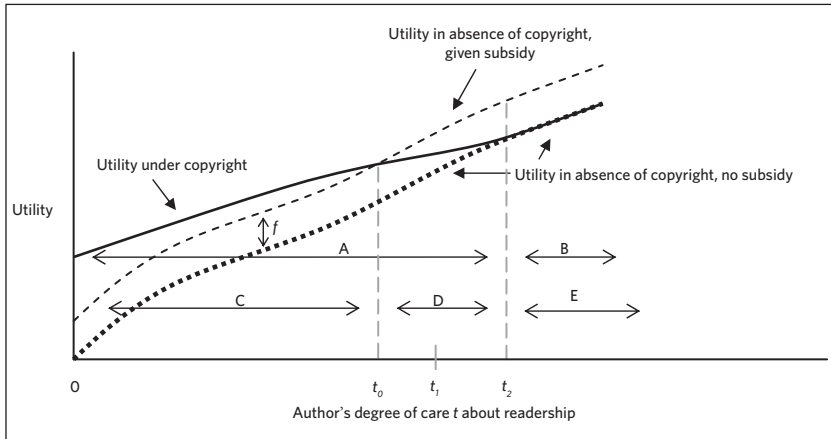 Utility in absence of copyright,
given subsidy
Utility under copyright
Utility in absence of copyright, no subsidy
Utility
f
A
B
C
D
E
0
t0
t1
t2
Author's degree of care t about readership